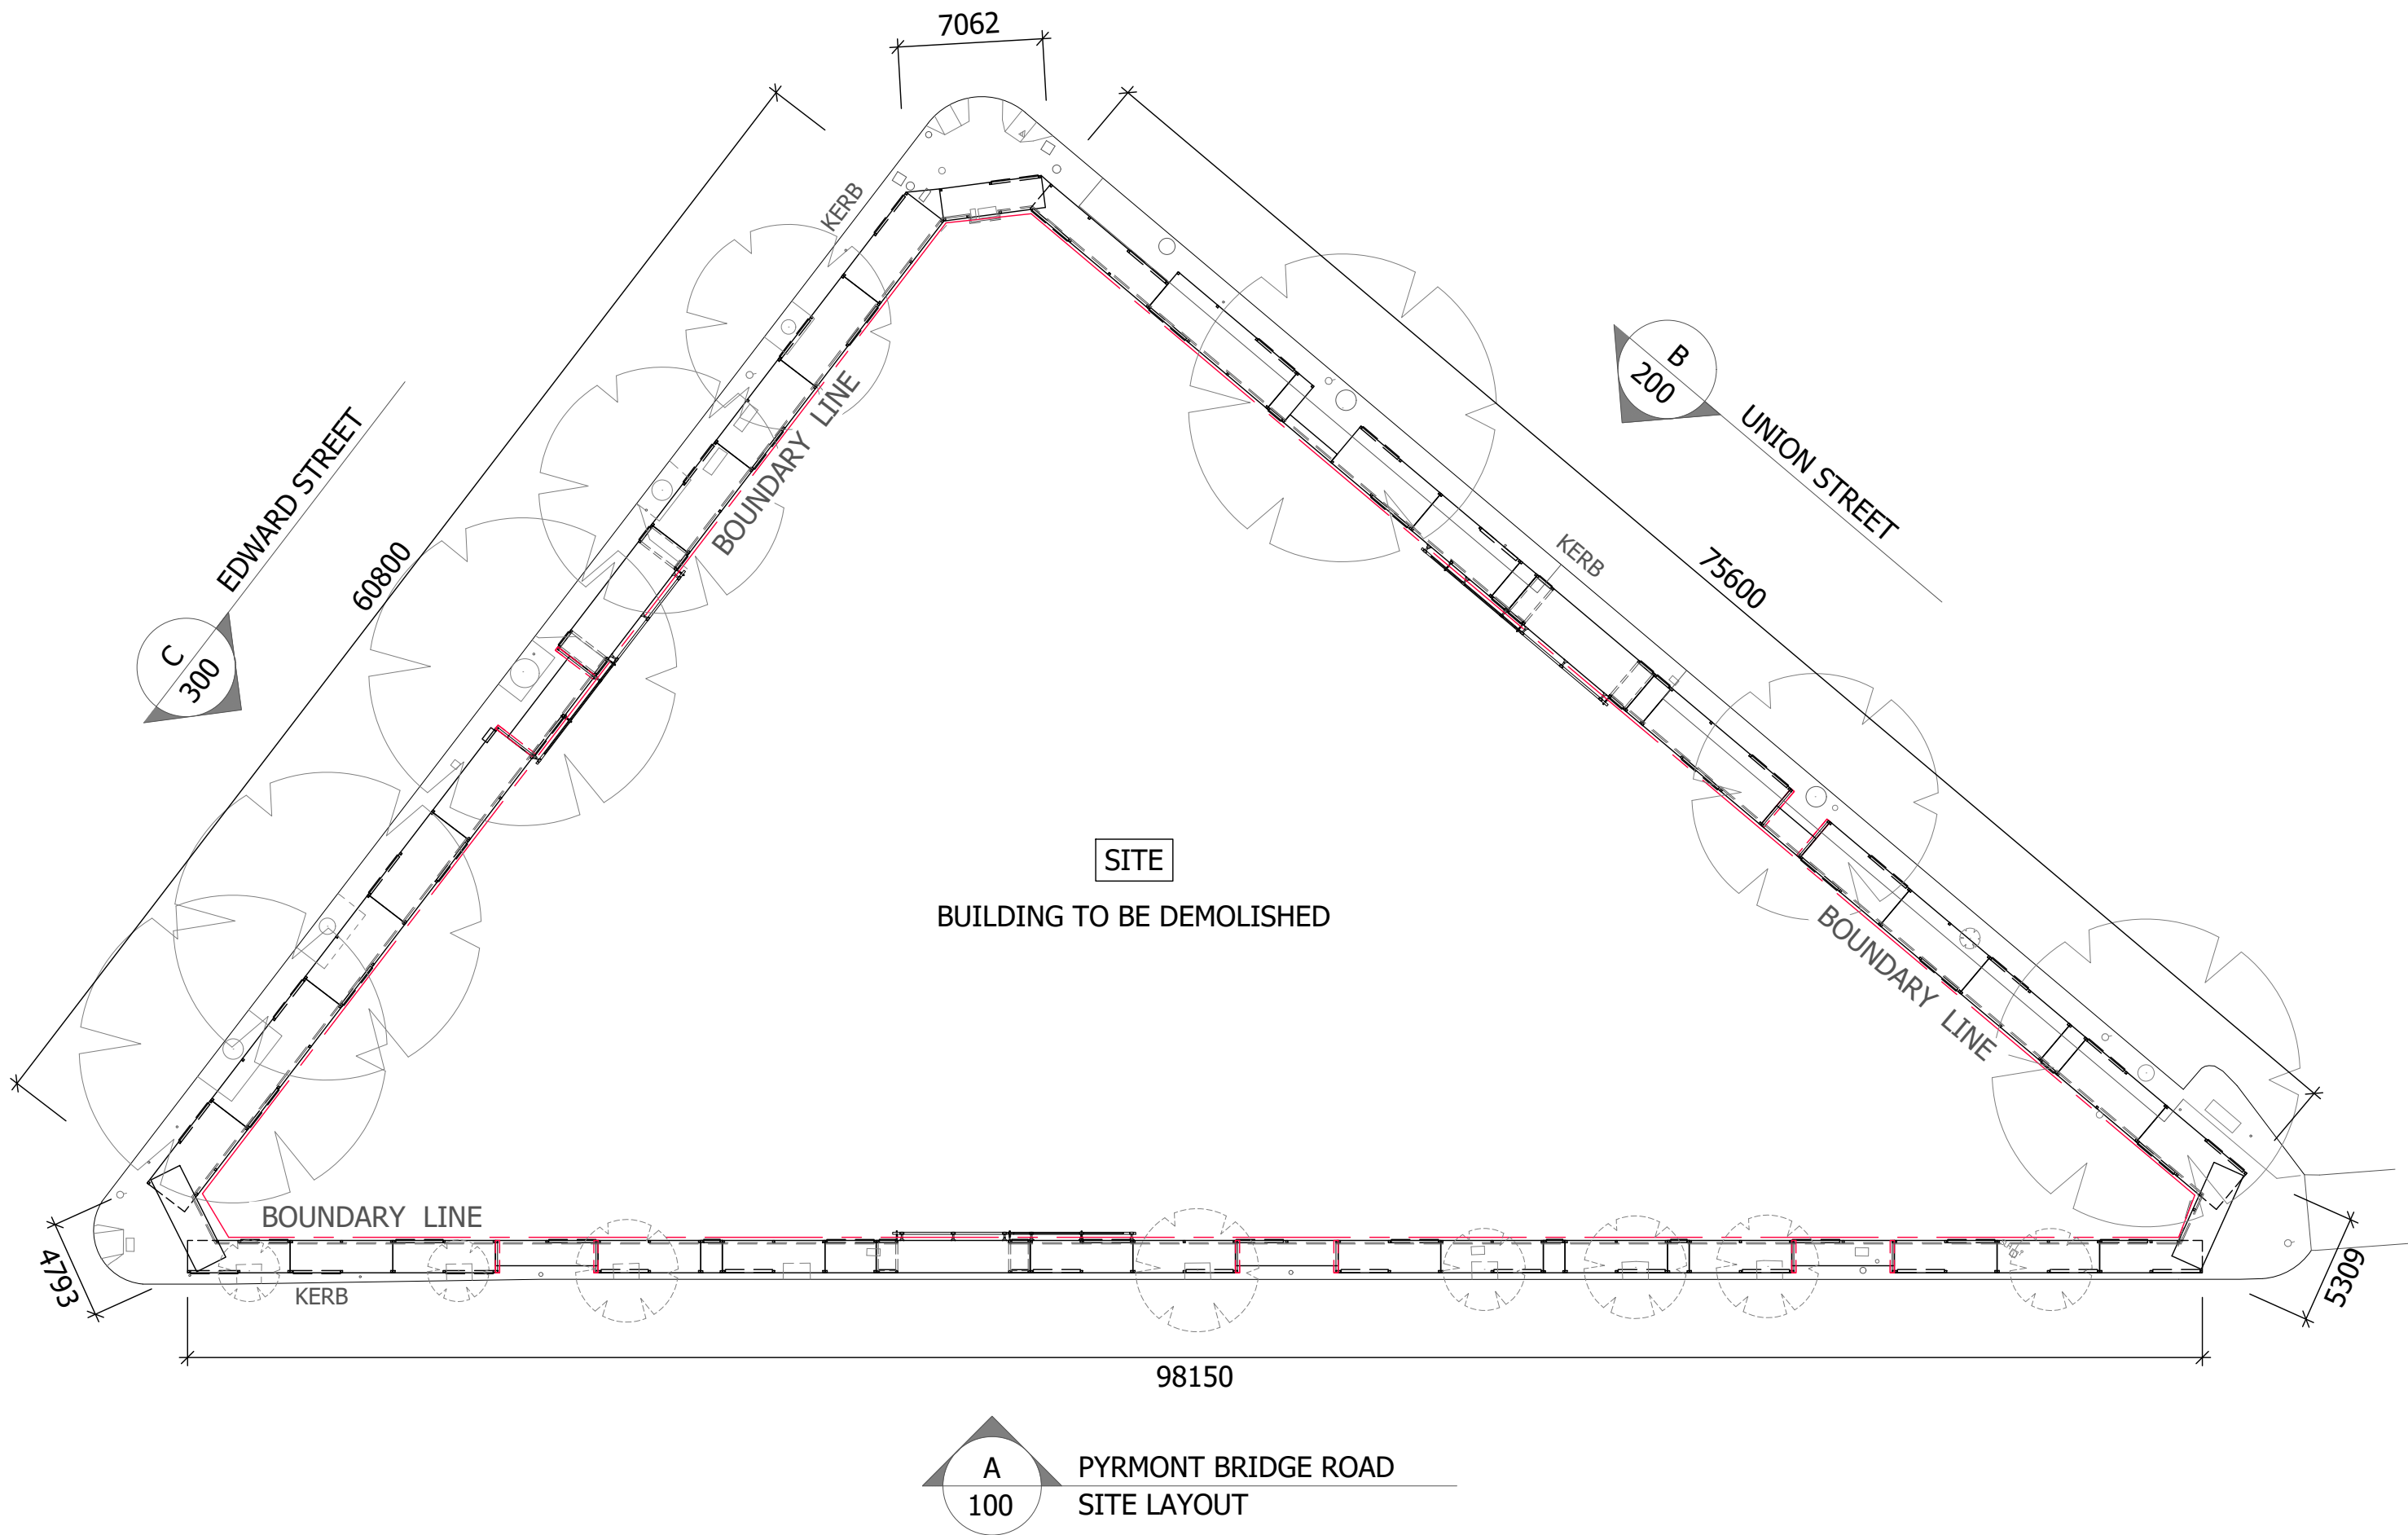 7062
KERB
B
200
UNION STREET
EDWARD STREET
60800
BOUNDARY LINE
KERB
75600
C
300
SITE
BUILDING TO BE DEMOLISHED
BOUNDARY LINE
BOUNDARY LINE
4793
KERB
5309
98150
A
100
PYRMONT BRIDGE ROAD
SITE LAYOUT